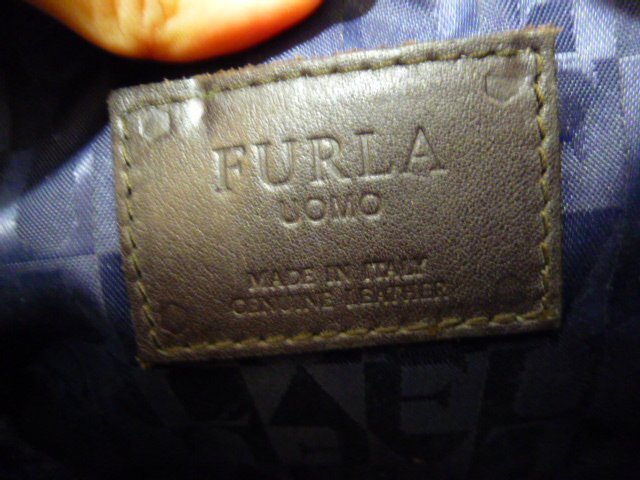 FURLA
UOMO
MADE IN ITALY
GENUINE LEATHER